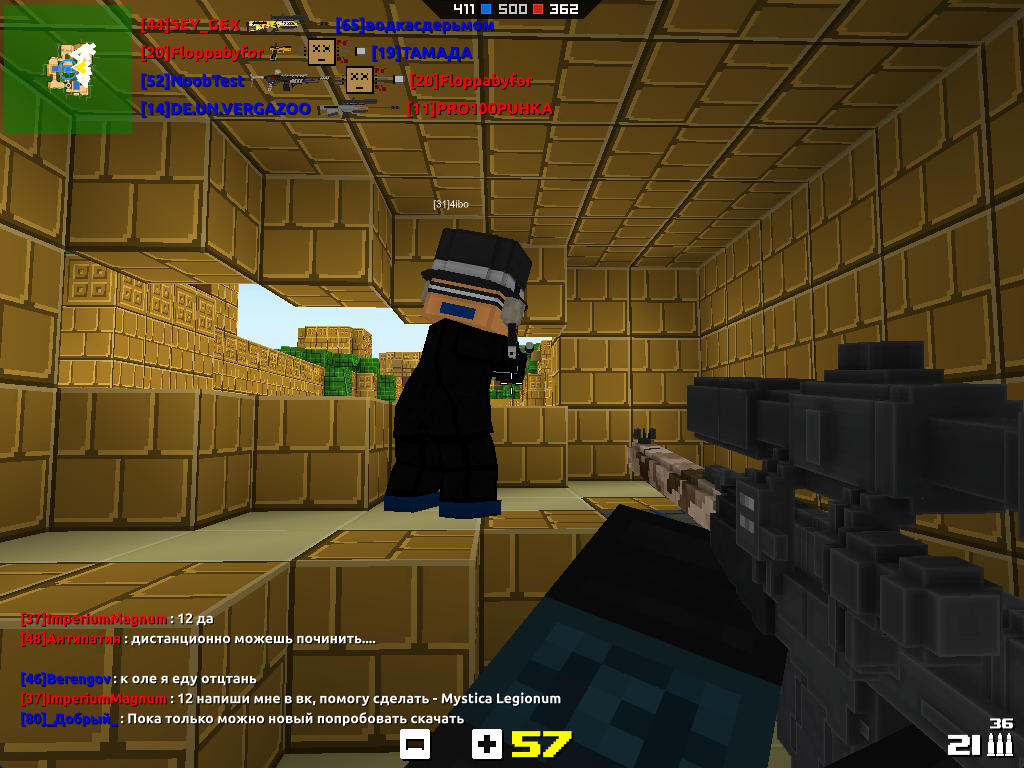 411 500 362
[44]SEY_GEX [65]водкасдерьмом
[20]Floppabyfor [19]ТАМАДА
[52]NoobTest [20]Floppabyfor
[14]DE.UN.VERGAZOO [11]PRO100PUHKA
[31]4ibo
[37]ImperiumMagnum : 12 да
[48]Антипатия : дистанционно можешь починить....
[46]Berengov : к оле я еду отцтань
[37]ImperiumMagnum : 12 напиши мне в вк, помогу сделать - Mystica Legionum
[80]_Добрый_ : Пока только можно новый попробовать скачать
57
36
21